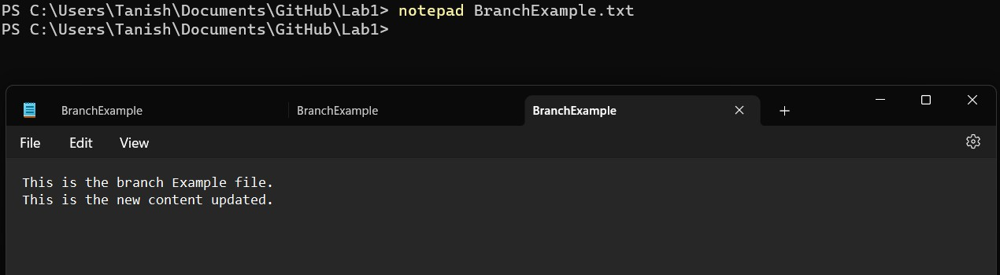 PS C:\Users\Tanish\Documents\GitHub\Lab1> notepad BranchExample.txt
PS C:\Users\Tanish\Documents\GitHub\Lab1>
BranchExample BranchExample BranchExample
File Edit View
This is the branch Example file.
This is the new content updated.